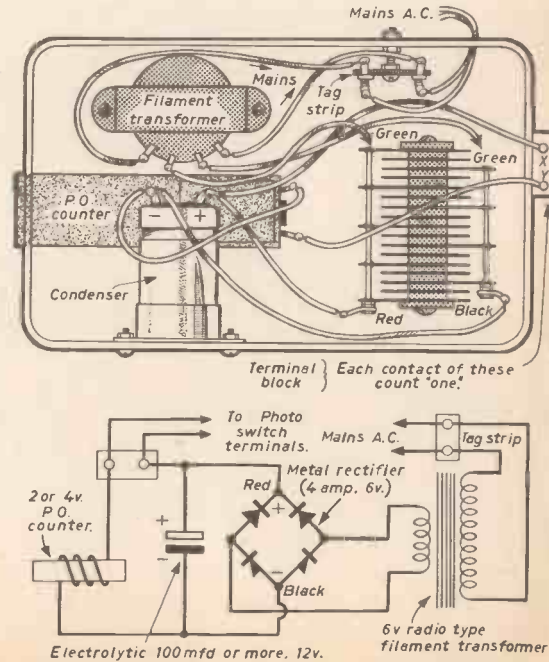 Mains A.C.
Mains
Tag
strip
Filament
transformer
Green
Green
X
Y
P.O.
counter
- +
Condenser
Red
Black
Terminal
block } Each contact of these
count "one."
To Photo
switch
terminals.
Mains A.C.
Tag strip
2 or 4v.
P.O.
counter.
Metal rectifier
(4 amp. 6v.)
Red
+
+
-
-
Black
Electrolytic 100 mfd or more. 12v.
6v radio type
filament transformer